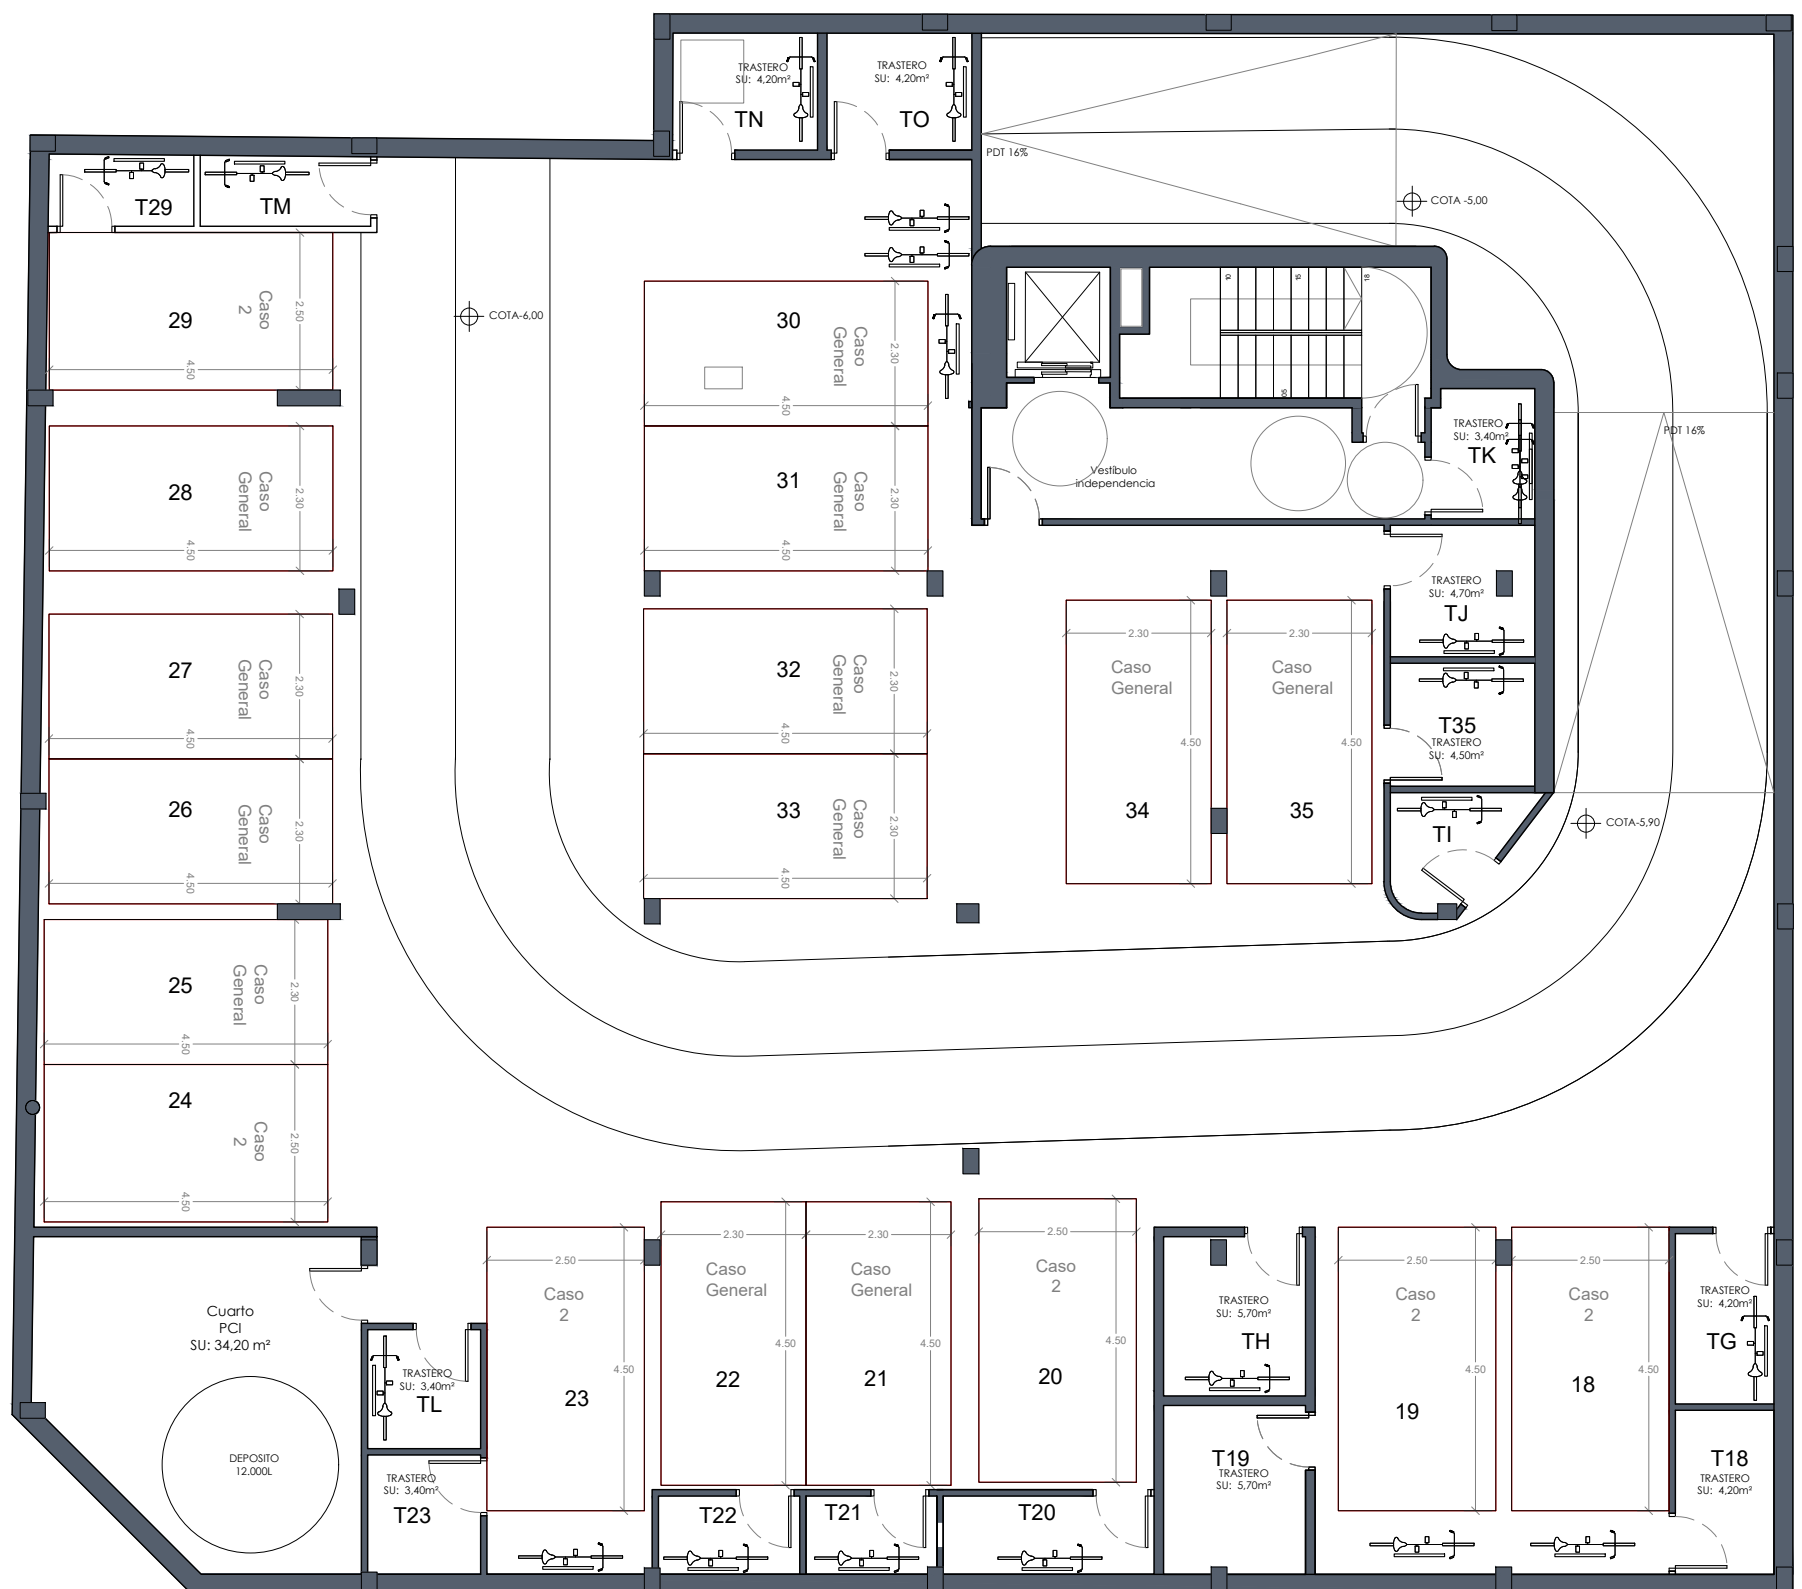 TRASTERO
SU: 4,20m²
TN
TRASTERO
SU: 4,20m²
TO
PDT 16%
COTA -5,00
T29
TM
29
Caso
2
2.50
4.50
COTA-6,00
30
Caso
General
2.30
4.50
10
15
18
05
28
Caso
General
2.30
4.50
31
Caso
General
2.30
4.50
Vestíbulo
independencia
TRASTERO
SU: 3,40m²
TK
PDT 16%
27
Caso
General
2.30
4.50
32
Caso
General
2.30
4.50
2.30
Caso
General
4.50
34
2.30
Caso
General
4.50
35
TRASTERO
SU: 4,70m²
TJ
T35
TRASTERO
SU: 4,50m²
TI
COTA-5,90
26
Caso
General
2.30
4.50
33
Caso
General
2.30
4.50
25
Caso
General
2.30
4.50
24
Caso
2
2.50
4.50
Cuarto
PCI
SU: 34,20 m²
DEPOSITO
12.000L
TRASTERO
SU: 3,40m²
TL
TRASTERO
SU: 3,40m²
T23
2.50
Caso
2
4.50
23
2.30
Caso
General
4.50
22
2.30
Caso
General
4.50
21
2.50
Caso
2
4.50
20
T22
T21
T20
TRASTERO
SU: 5,70m²
TH
T19
TRASTERO
SU: 5,70m²
2.50
Caso
2
4.50
19
2.50
Caso
2
4.50
18
TRASTERO
SU: 4,20m²
TG
T18
TRASTERO
SU: 4,20m²